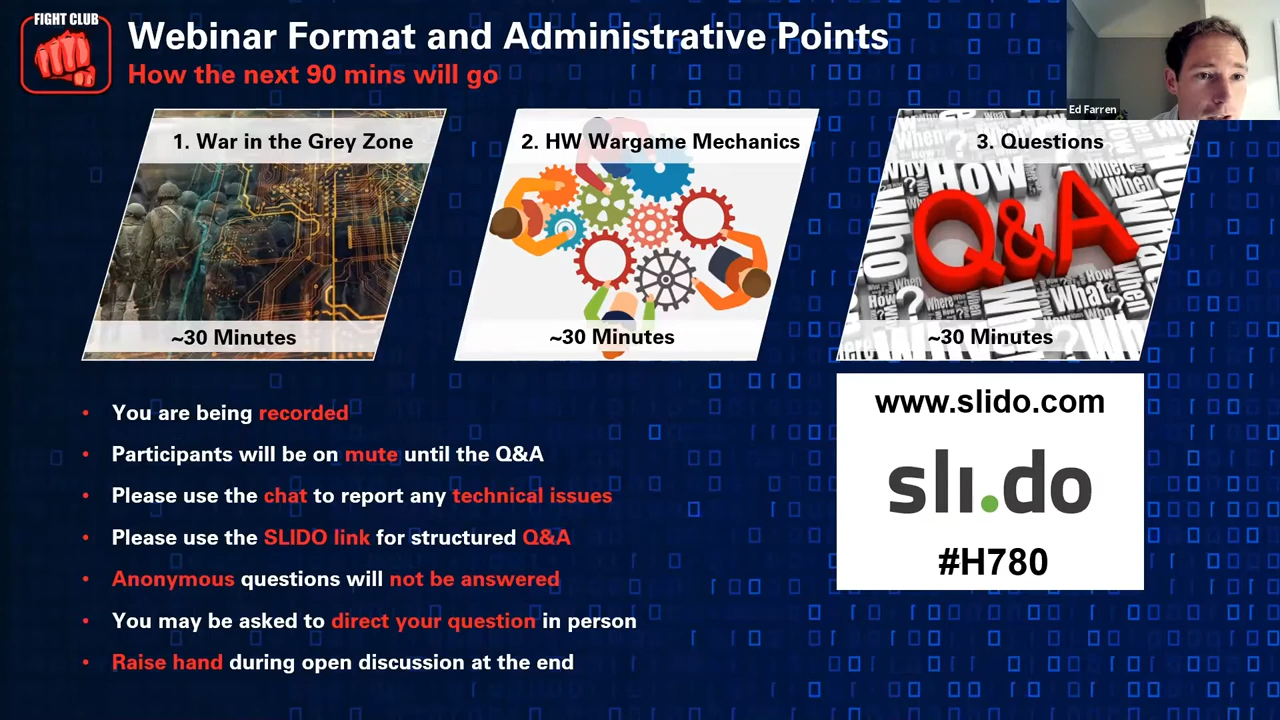 FIGHT CLUB
Webinar Format and Administrative Points
How the next 90 mins will go
Ed Farren
1. War in the Grey Zone
~30 Minutes
2. HW Wargame Mechanics
~30 Minutes
3. Questions
How
Q&A
What
~30 Minutes
• You are being recorded
• Participants will be on mute until the Q&A
• Please use the chat to report any technical issues
• Please use the SLIDO link for structured Q&A
• Anonymous questions will not be answered
• You may be asked to direct your question in person
• Raise hand during open discussion at the end
www.slido.com
sli.do
#H780